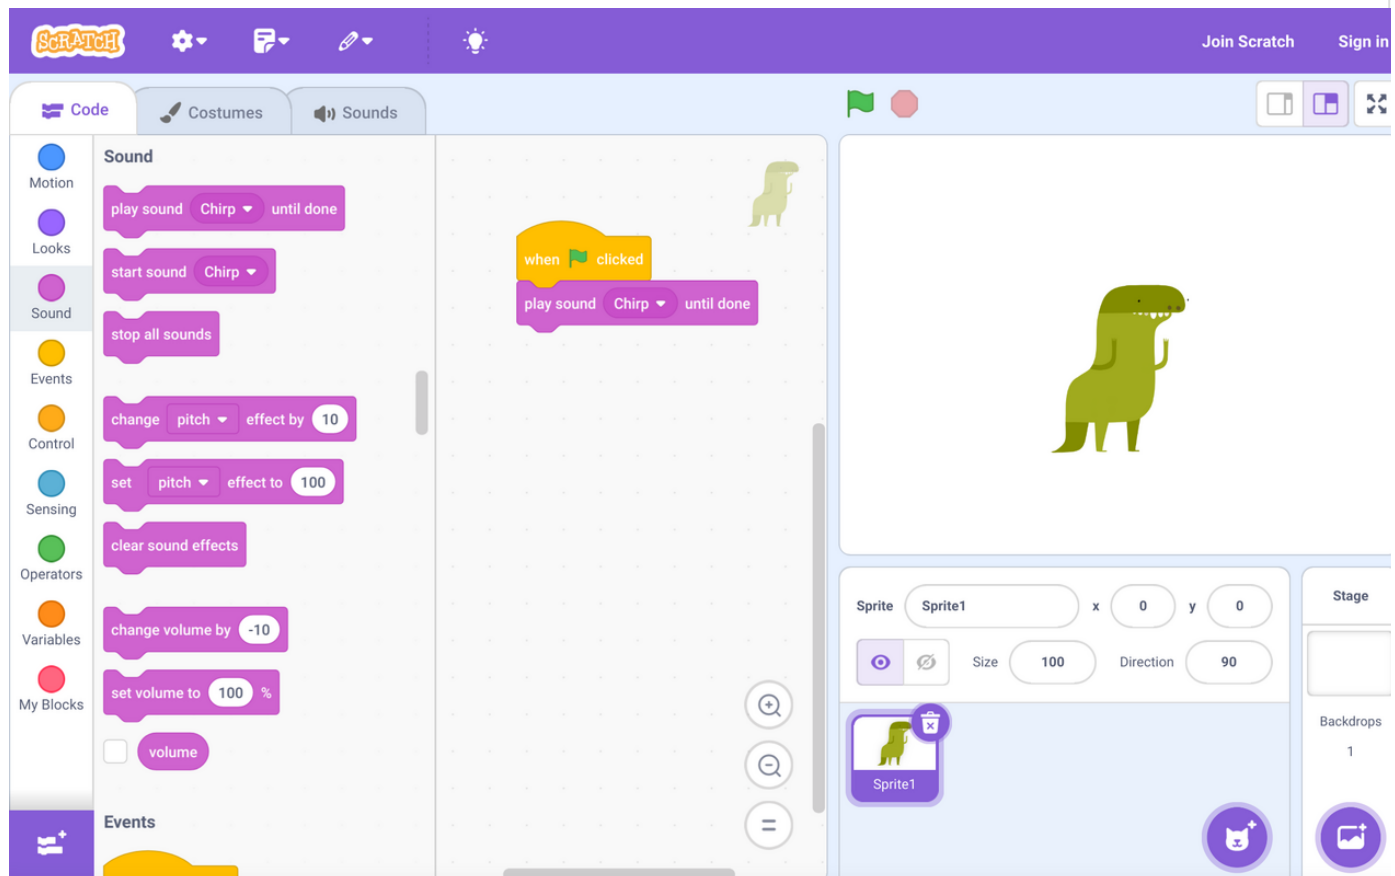 SCRATCH
Join Scratch Sign in
Code Costumes Sounds
Motion
Looks
Sound
Events
Control
Sensing
Operators
Variables
My Blocks
Sound
play sound Chirp until done
start sound Chirp
stop all sounds
change pitch effect by 10
set pitch effect to 100
clear sound effects
change volume by -10
set volume to 100 %
volume
Events
when clicked
play sound Chirp until done
Sprite Sprite1 x 0 y 0
Size 100 Direction 90
Sprite1
Stage
Backdrops
1